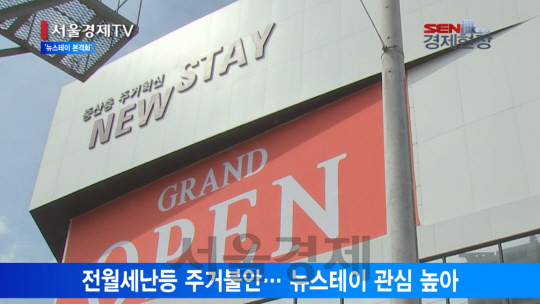 서울경제TV
'뉴스테이 본격화'
SEN
경제현장
중산층 주거혁신
NEW STAY
GRAND
OPEN
서울경제
전월세난등 주거불안… 뉴스테이 관심 높아